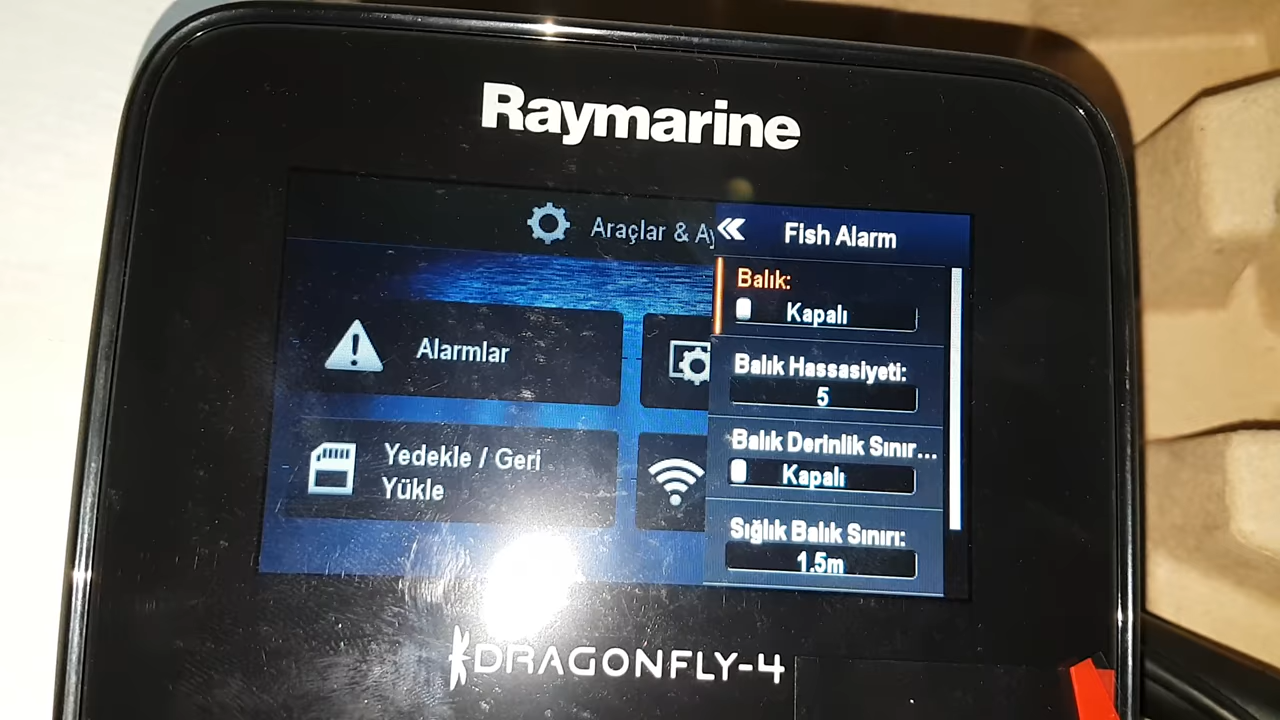 Raymarine
Araçlar & Ay
Fish Alarm
Balık:
Kapalı
Alarmlar
Balık Hassasiyeti:
5
Balık Derinlik Sınır...
Kapalı
Yedekle / Geri
Yükle
Sığlık Balık Sınırı:
1.5m
DRAGONFLY-4